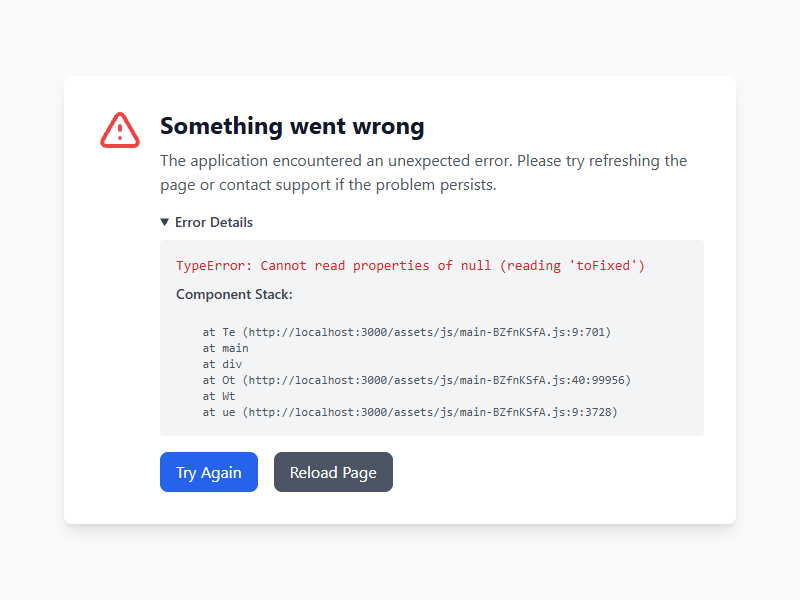 Something went wrong
The application encountered an unexpected error. Please try refreshing the
page or contact support if the problem persists.
▼ Error Details
TypeError: Cannot read properties of null (reading 'toFixed')
Component Stack:
at Te (http://localhost:3000/assets/js/main-BZfnKSfA.js:9:701)
at main
at div
at Ot (http://localhost:3000/assets/js/main-BZfnKSfA.js:40:99956)
at Wt
at ue (http://localhost:3000/assets/js/main-BZfnKSfA.js:9:3728)
Try Again
Reload Page